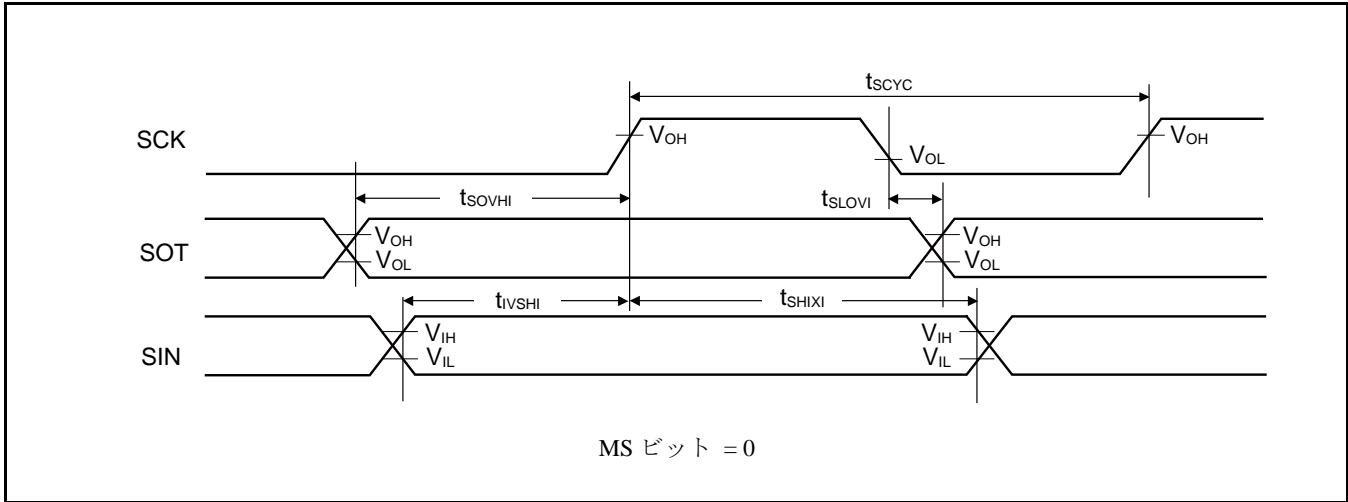 tSCYC
SCK
VOH
VOL
VOH
tSOVHI
tSLOVI
SOT
VOH
VOL
VOH
VOL
tIVSHI
tSHIXI
SIN
VIH
VIL
VIH
VIL
MS ビット = 0